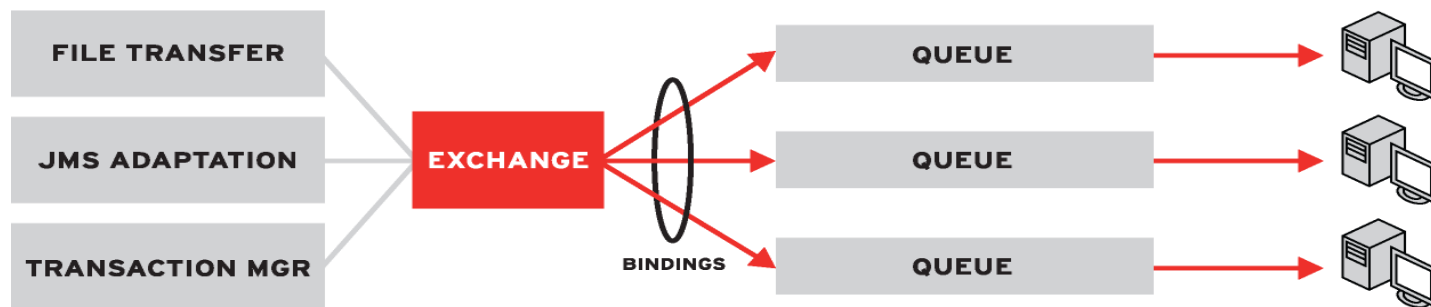 FILE TRANSFER
JMS ADAPTATION
TRANSACTION MGR
EXCHANGE
BINDINGS
QUEUE
QUEUE
QUEUE